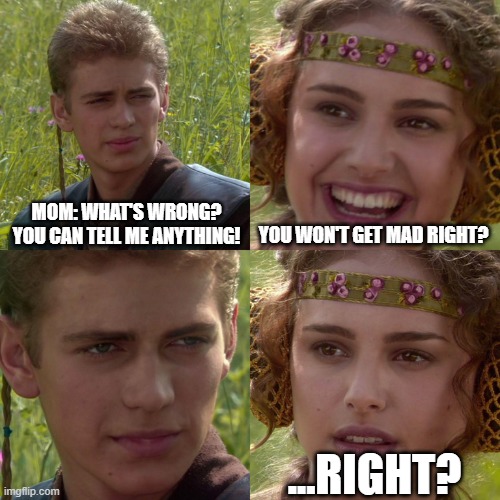 MOM: WHAT'S WRONG?
YOU CAN TELL ME ANYTHING!
YOU WON'T GET MAD RIGHT?
...RIGHT?
imgflip.com